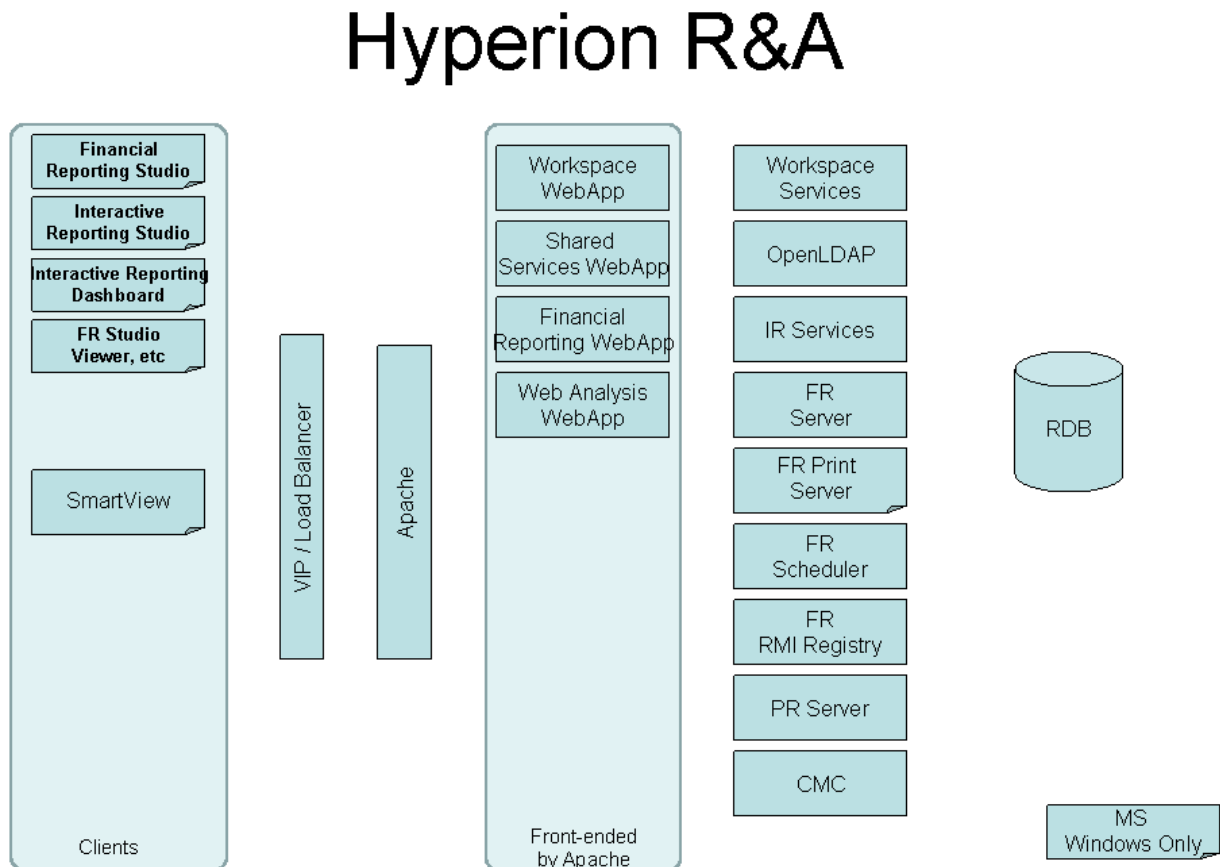 Hyperion R&A
Financial
Reporting Studio
Interactive
Reporting Studio
Interactive Reporting
Dashboard
FR Studio
Viewer, etc
SmartView
Clients
VIP / Load Balancer
Apache
Workspace
WebApp
Shared
Services WebApp
Financial
Reporting WebApp
Web Analysis
WebApp
Front-ended
by Apache
Workspace
Services
OpenLDAP
IR Services
FR
Server
FR Print
Server
FR
Scheduler
FR
RMI Registry
PR Server
CMC
RDB
MS
Windows Only